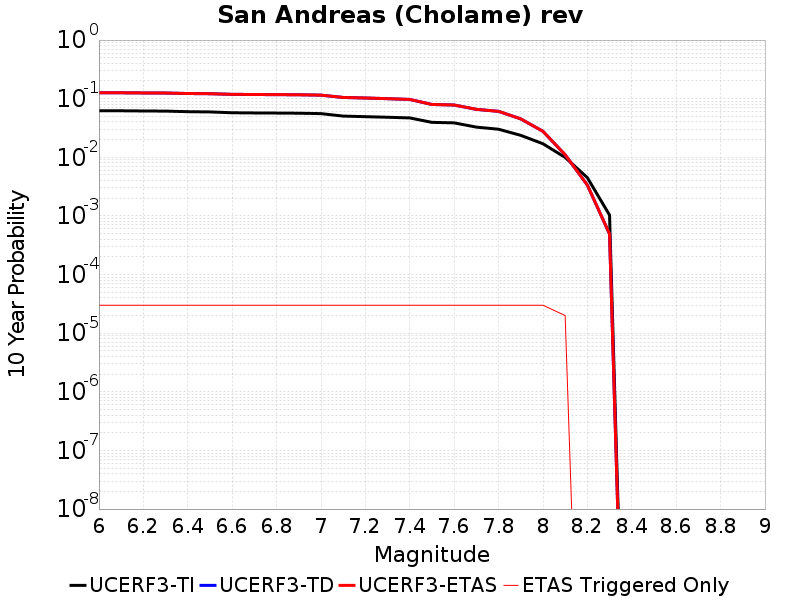 San Andreas (Cholame) rev
10^0
10^-1
10^-2
10^-3
10^-4
10^-5
10^-6
10^-7
10^-8
10 Year Probability
6 6.2 6.4 6.6 6.8 7 7.2 7.4 7.6 7.8 8 8.2 8.4 8.6 8.8 9
Magnitude
UCERF3-TI UCERF3-TD UCERF3-ETAS ETAS Triggered Only